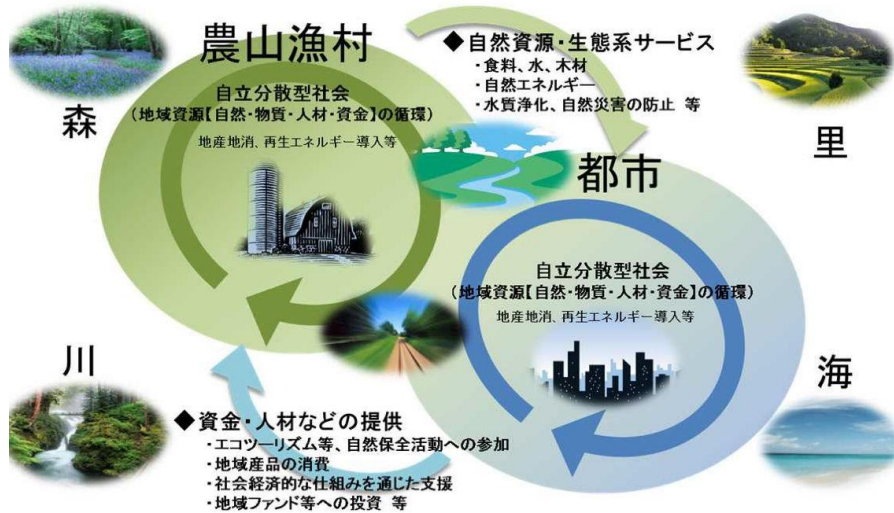 農山漁村
森
自立分散型社会
(地域資源【自然・物質・人材・資金】の循環)
地産地消、再生エネルギー導入等
◆自然資源・生態系サービス
・食料、水、木材
・自然エネルギー
・水質浄化、自然災害の防止 等
里
都市
自立分散型社会
(地域資源【自然・物質・人材・資金】の循環)
地産地消、再生エネルギー導入等
川
海
◆資金・人材などの提供
・エコツーリズム等、自然保全活動への参加
・地域産品の消費
・社会経済的な仕組みを通じた支援
・地域ファンド等への投資 等